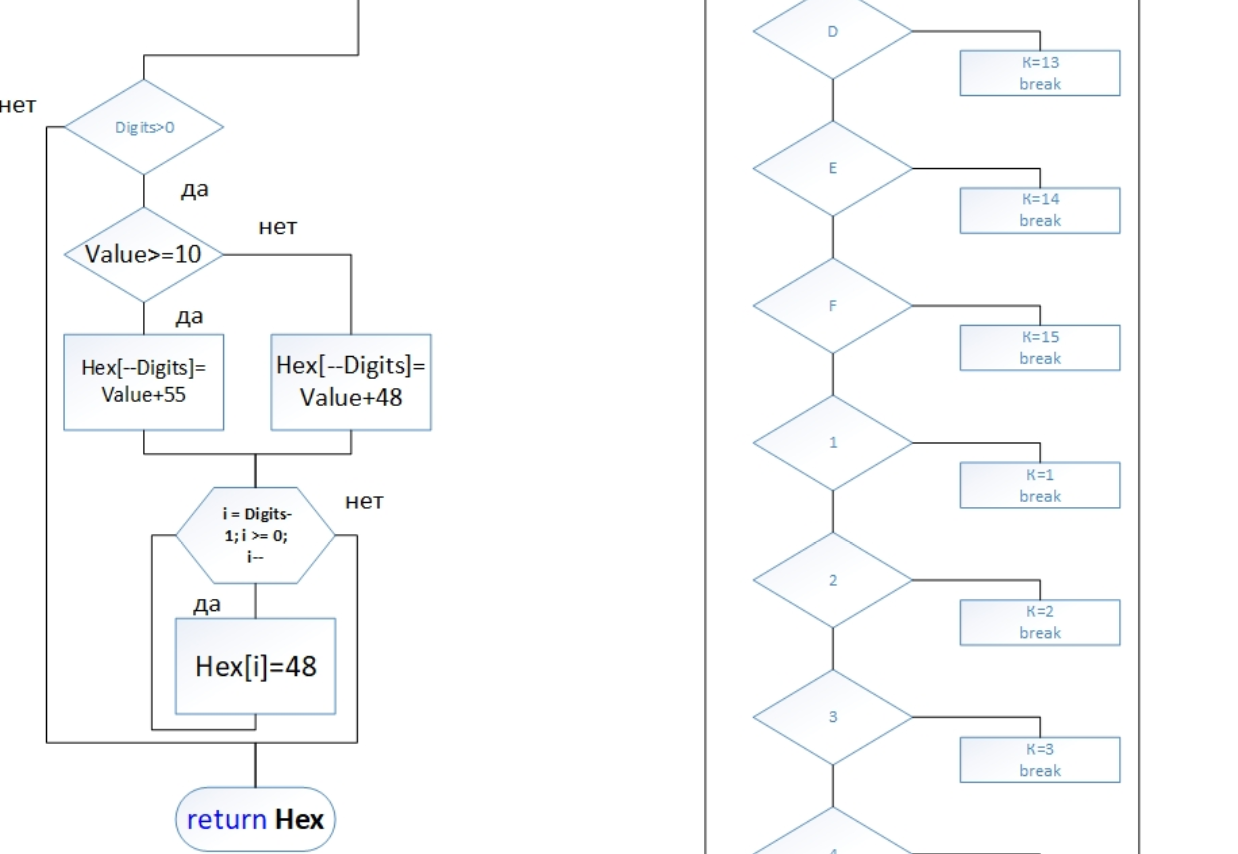 нет
Digits>0
да
нет
Value>=10
да
Hex[--Digits]=
Value+55
Hex[--Digits]=
Value+48
i = Digits-
1; i >= 0;
i--
нет
да
Hex[i]=48
return Hex
D
K=13
break
E
K=14
break
F
K=15
break
1
K=1
break
2
K=2
break
3
K=3
break